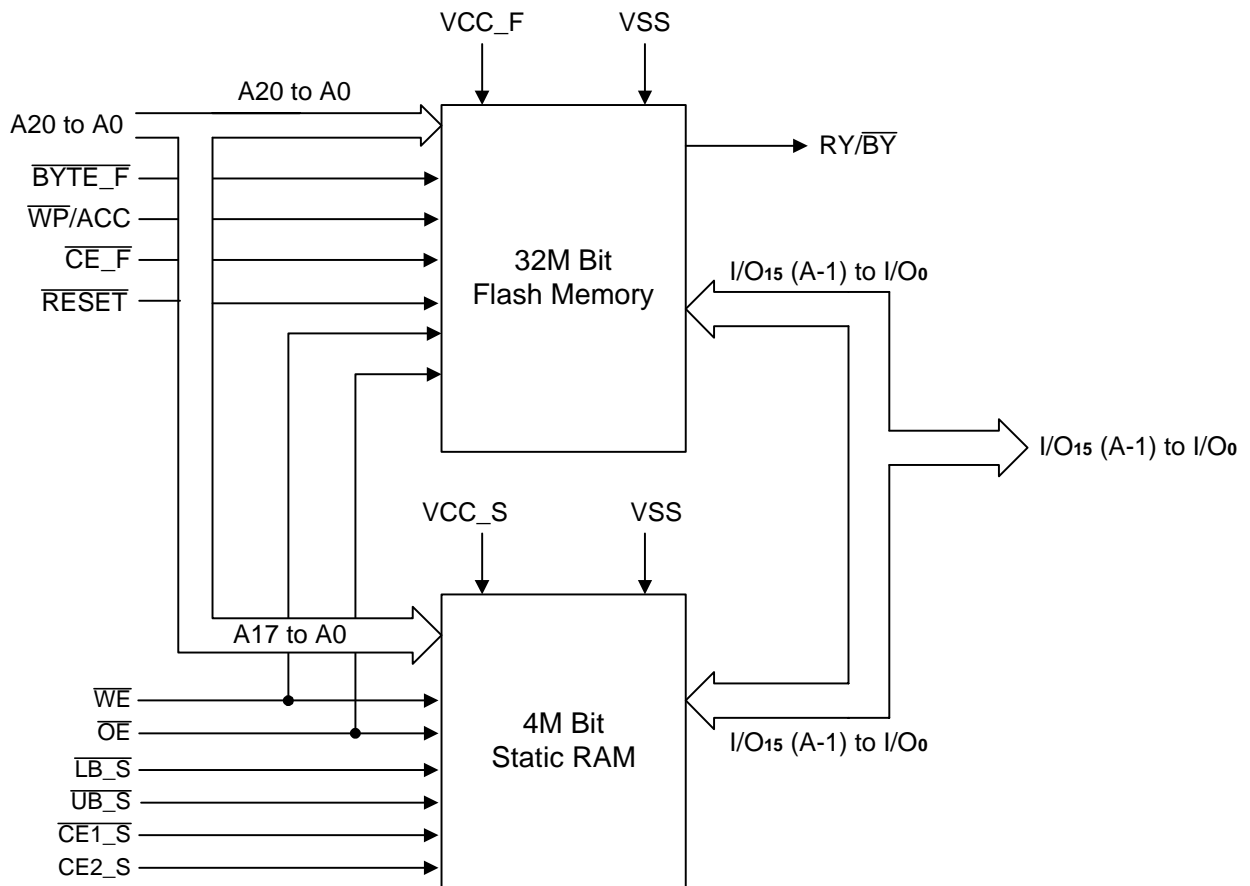 VCC_F
VSS
A20 to A0
A20 to A0
BYTE_F
WP/ACC
CE_F
RESET
32M Bit
Flash Memory
RY/BY
I/O15 (A-1) to I/O0
I/O15 (A-1) to I/O0
VCC_S
VSS
A17 to A0
WE
OE
LB_S
UB_S
CE1_S
CE2_S
4M Bit
Static RAM
I/O15 (A-1) to I/O0